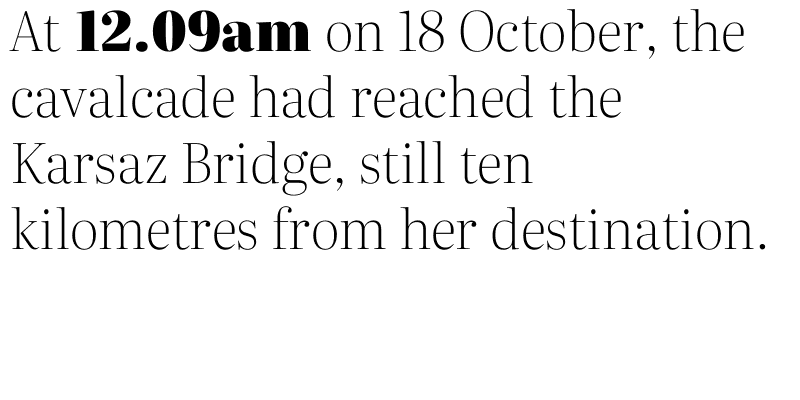 At 12.09am on 18 October, the
cavalcade had reached the
Karsaz Bridge, still ten
kilometres from her destination.